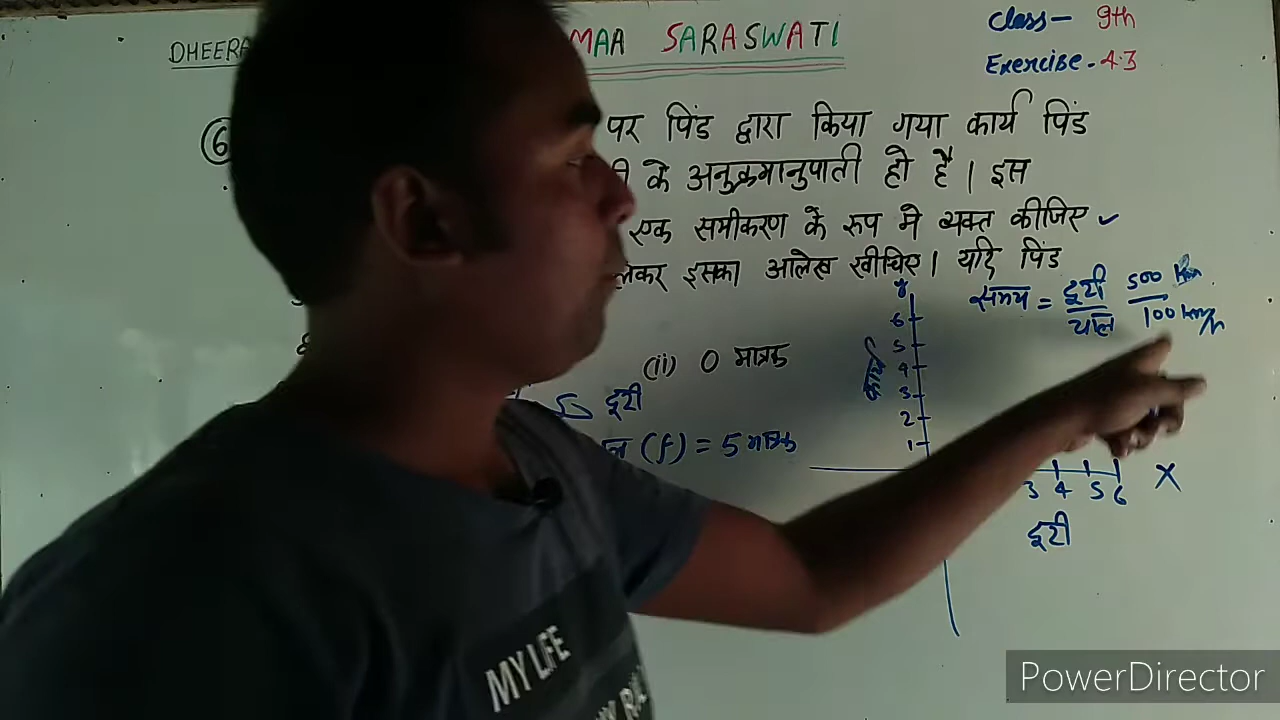 DHEERA
MAA SARASWATI
Class- 9th
Exercise-4.3
⑥
पर पिंड द्वारा किया गया कार्य पिंड
के अनुक्रमानुपाती हो है । इस
एक समीकरण के रुप मे व्यक्त कीजिए ✓
लेकर इसका आलेख खीचिए । यदि पिंड
समय = दूरी / चाल 500 Km / 100 km/h
(ii) 0 मात्रक
दूरी
(f) = 5 मात्रक
y
6
5
4
3
2
1
कार्य
3 4 5 6 X
दूरी
MY LIFE
PowerDirector